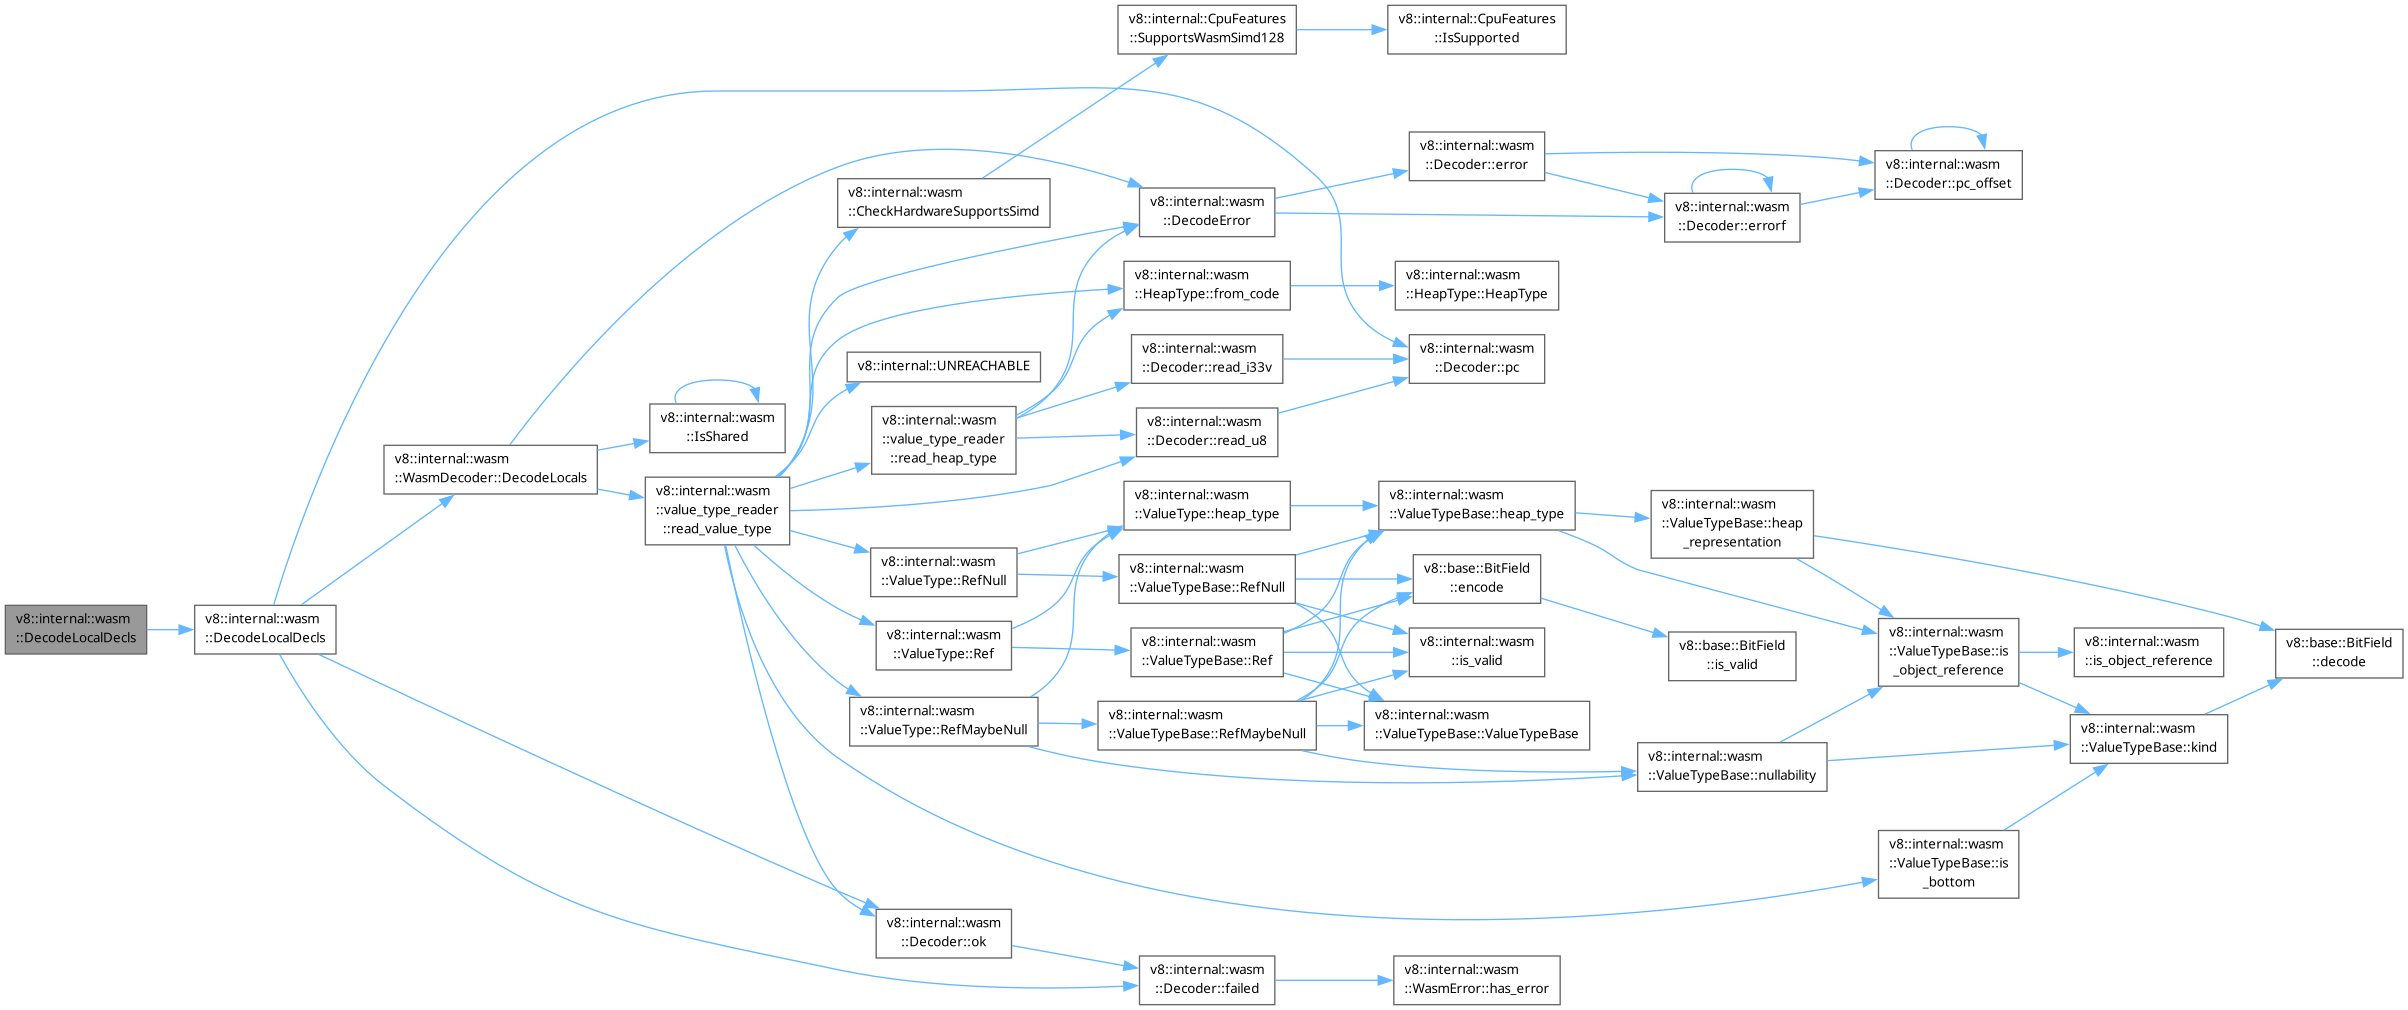 v8::internal::CpuFeatures
::SupportsWasmSimd128
v8::internal::CpuFeatures
::IsSupported
v8::internal::wasm
::Decoder::error
v8::internal::wasm
::Decoder::pc_offset
v8::internal::wasm
::CheckHardwareSupportsSimd
v8::internal::wasm
::DecodeError
v8::internal::wasm
::Decoder::errorf
v8::internal::wasm
::HeapType::from_code
v8::internal::wasm
::HeapType::HeapType
v8::internal::UNREACHABLE
v8::internal::wasm
::Decoder::read_i33v
v8::internal::wasm
::Decoder::pc
v8::internal::wasm
::IsShared
v8::internal::wasm
::value_type_reader
::read_heap_type
v8::internal::wasm
::Decoder::read_u8
v8::internal::wasm
::WasmDecoder::DecodeLocals
v8::internal::wasm
::value_type_reader
::read_value_type
v8::internal::wasm
::ValueType::heap_type
v8::internal::wasm
::ValueTypeBase::heap_type
v8::internal::wasm
::ValueTypeBase::heap
_representation
v8::internal::wasm
::ValueType::RefNull
v8::internal::wasm
::ValueTypeBase::RefNull
v8::base::BitField
::encode
v8::internal::wasm
::DecodeLocalDecls
v8::internal::wasm
::DecodeLocalDecls
v8::internal::wasm
::ValueType::Ref
v8::internal::wasm
::ValueTypeBase::Ref
v8::internal::wasm
::is_valid
v8::base::BitField
::is_valid
v8::internal::wasm
::ValueTypeBase::is
_object_reference
v8::internal::wasm
::is_object_reference
v8::base::BitField
::decode
v8::internal::wasm
::ValueType::RefMaybeNull
v8::internal::wasm
::ValueTypeBase::RefMaybeNull
v8::internal::wasm
::ValueTypeBase::ValueTypeBase
v8::internal::wasm
::ValueTypeBase::nullability
v8::internal::wasm
::ValueTypeBase::kind
v8::internal::wasm
::ValueTypeBase::is
_bottom
v8::internal::wasm
::Decoder::ok
v8::internal::wasm
::Decoder::failed
v8::internal::wasm
::WasmError::has_error